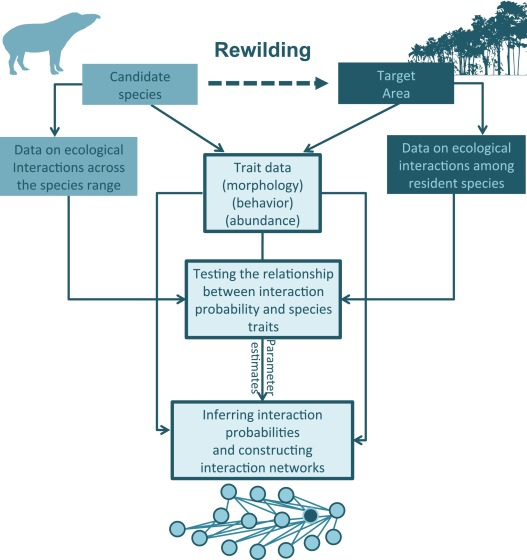 Rewilding
Candidate
species
Target
Area
Data on ecological
Interactions across
the species range
Trait data
(morphology)
(behavior)
(abundance)
Data on ecological
interactions among
resident species
Testing the relationship
between interaction
probability and species
traits
Parameter
estimates
Inferring interaction
probabilities
and constructing
interaction networks